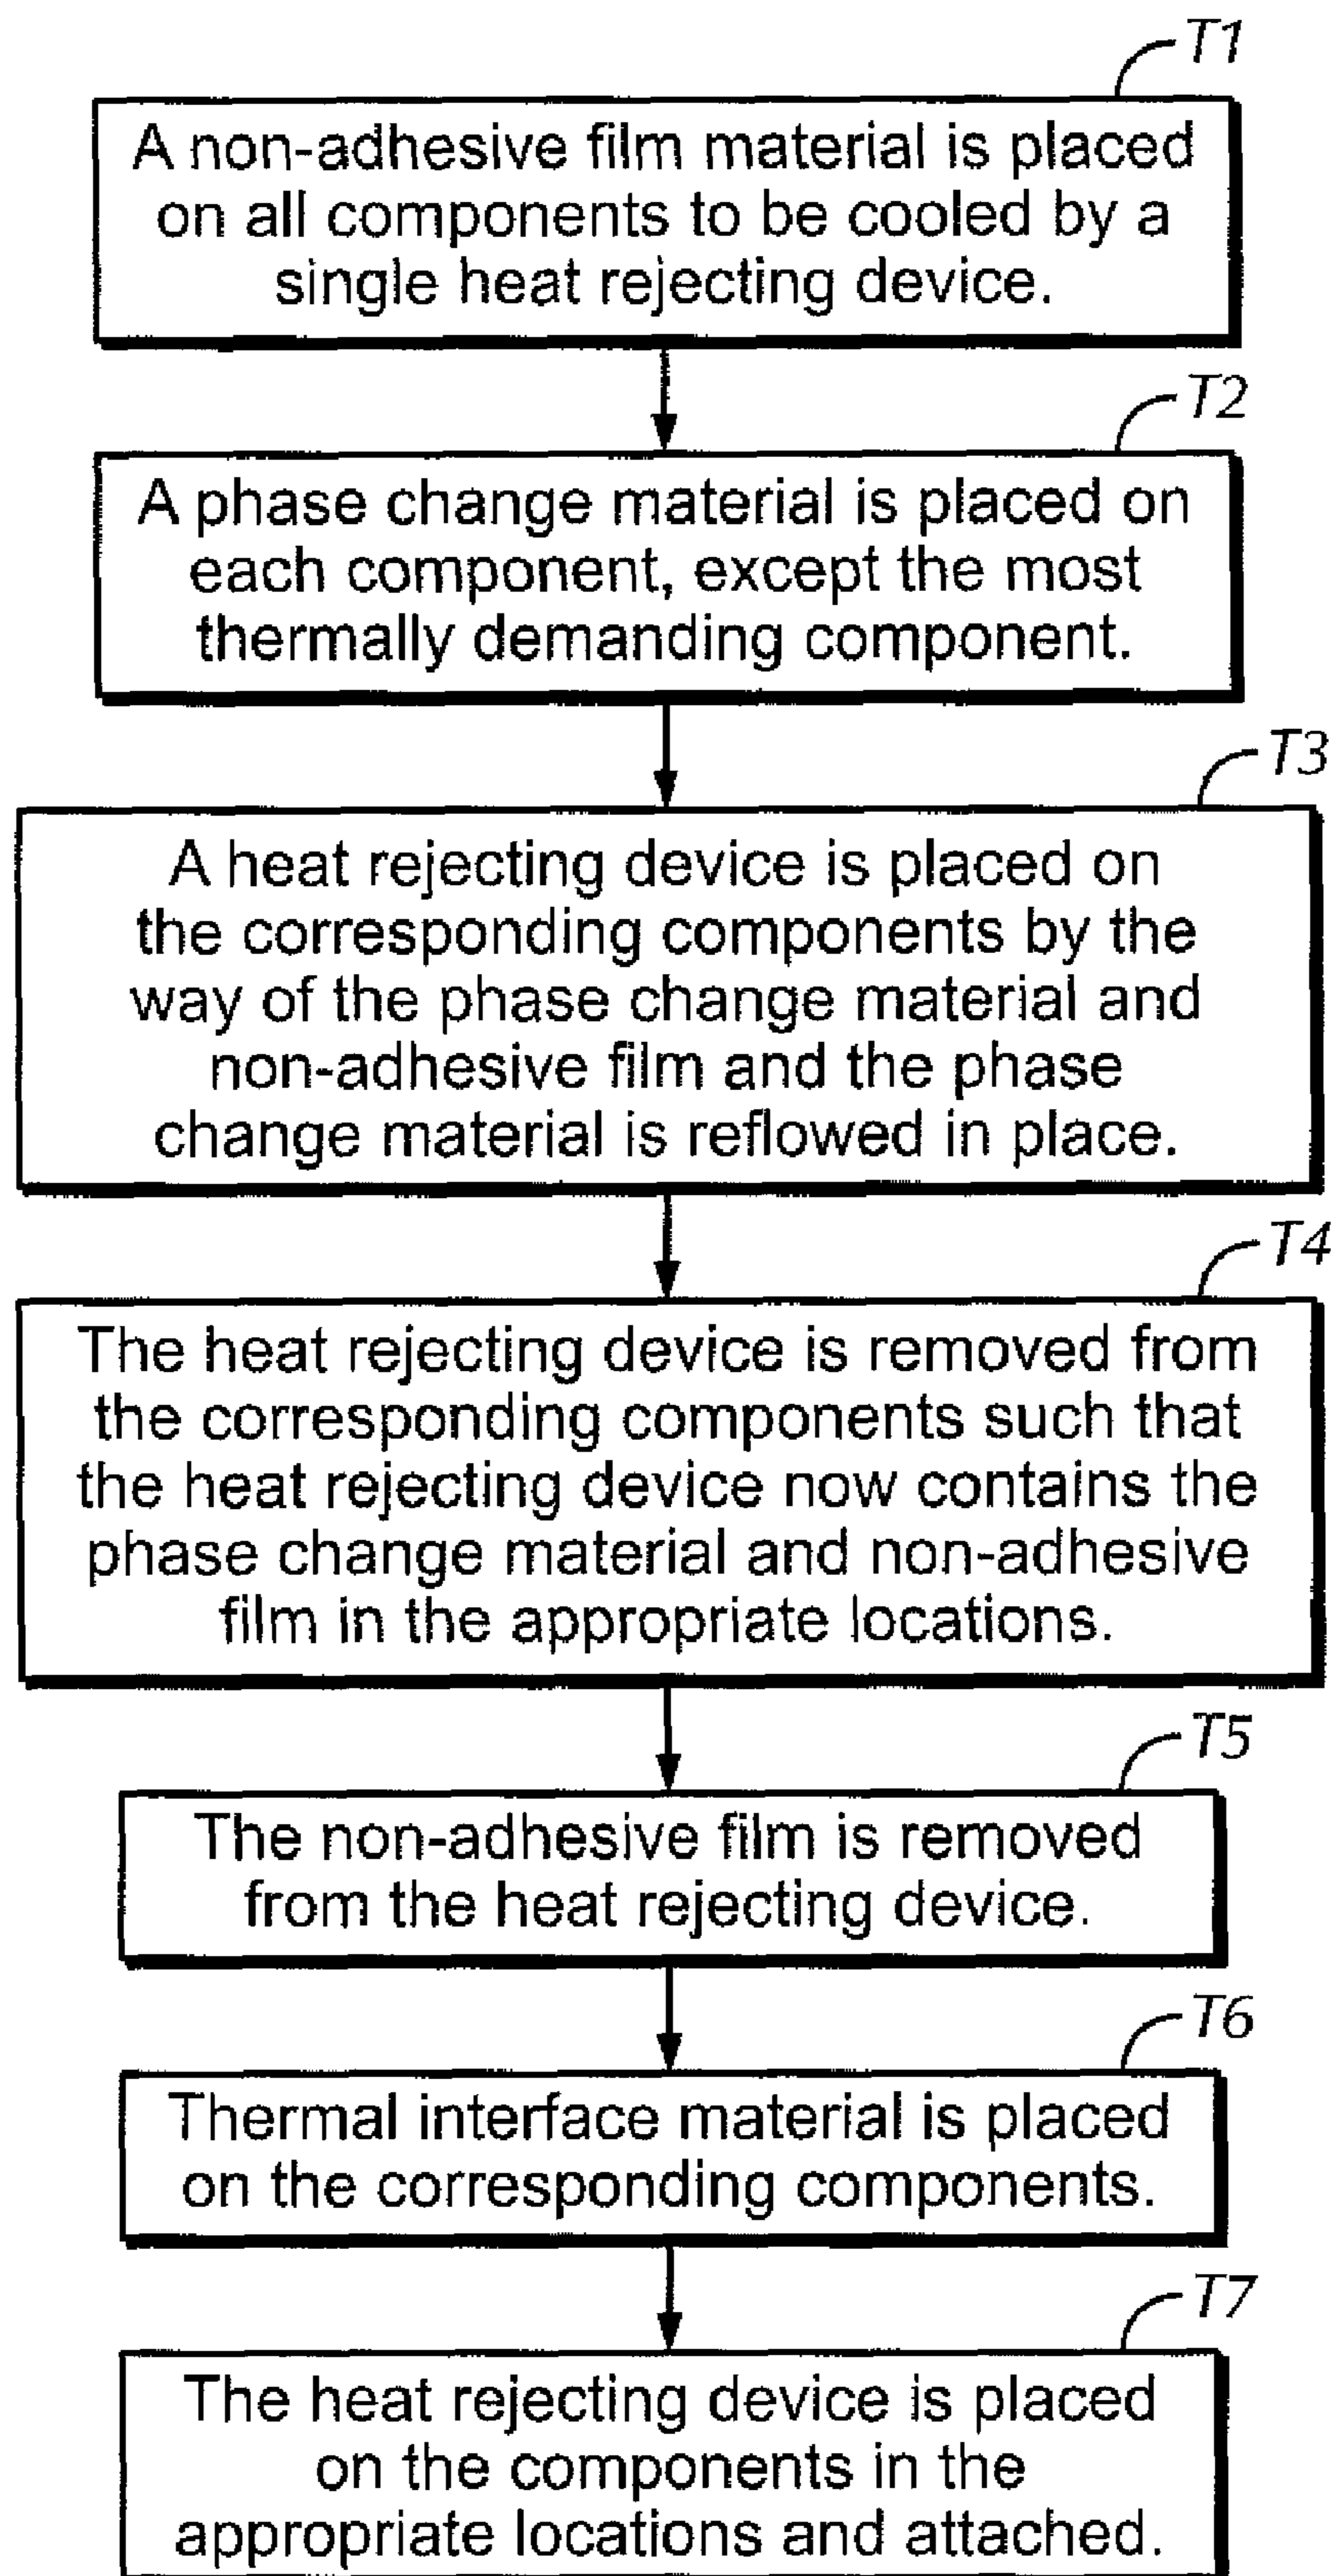 T1
A non-adhesive film material is placed
on all components to be cooled by a
single heat rejecting device.
T2
A phase change material is placed on
each component, except the most
thermally demanding component.
T3
A heat rejecting device is placed on
the corresponding components by the
way of the phase change material and
non-adhesive film and the phase
change material is reflowed in place.
T4
The heat rejecting device is removed from
the corresponding components such that
the heat rejecting device now contains the
phase change material and non-adhesive
film in the appropriate locations.
T5
The non-adhesive film is removed
from the heat rejecting device.
T6
Thermal interface material is placed
on the corresponding components.
T7
The heat rejecting device is placed
on the components in the
appropriate locations and attached.